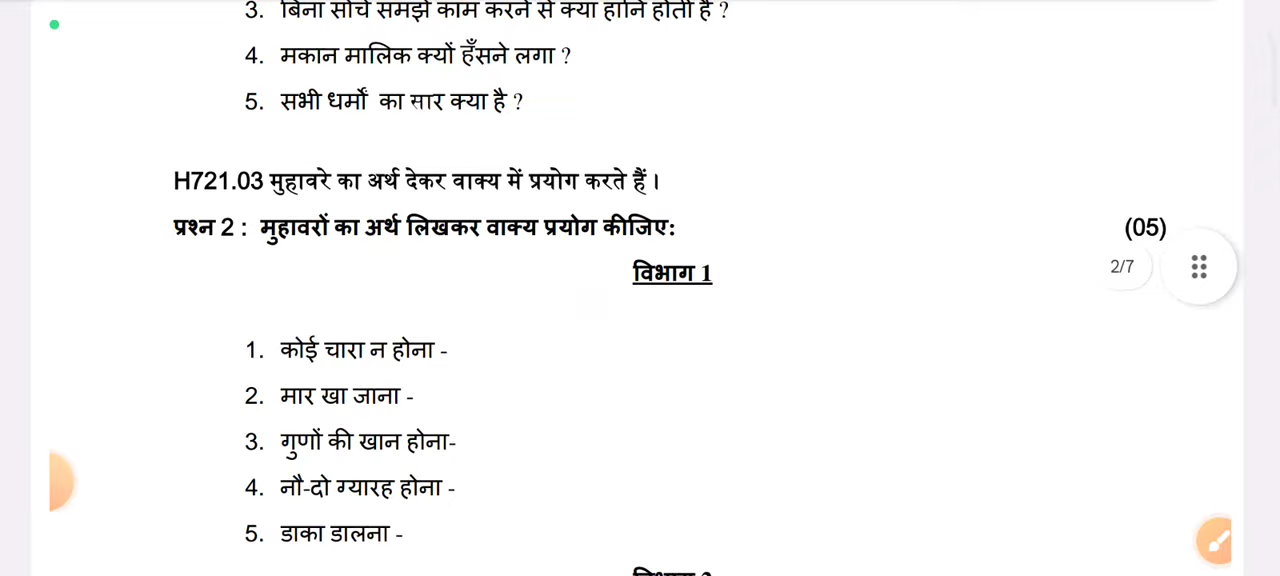 3. बिना सोचे समझे काम करने से क्या हानि होती है ?
4. मकान मालिक क्यों हँसने लगा ?
5. सभी धर्मों का सार क्या है ?
H721.03 मुहावरे का अर्थ देकर वाक्य में प्रयोग करते हैं।
प्रश्न 2 : मुहावरों का अर्थ लिखकर वाक्य प्रयोग कीजिए: (05)
2/7
विभाग 1
1. कोई चारा न होना -
2. मार खा जाना -
3. गुणों की खान होना-
4. नौ-दो ग्यारह होना -
5. डाका डालना -